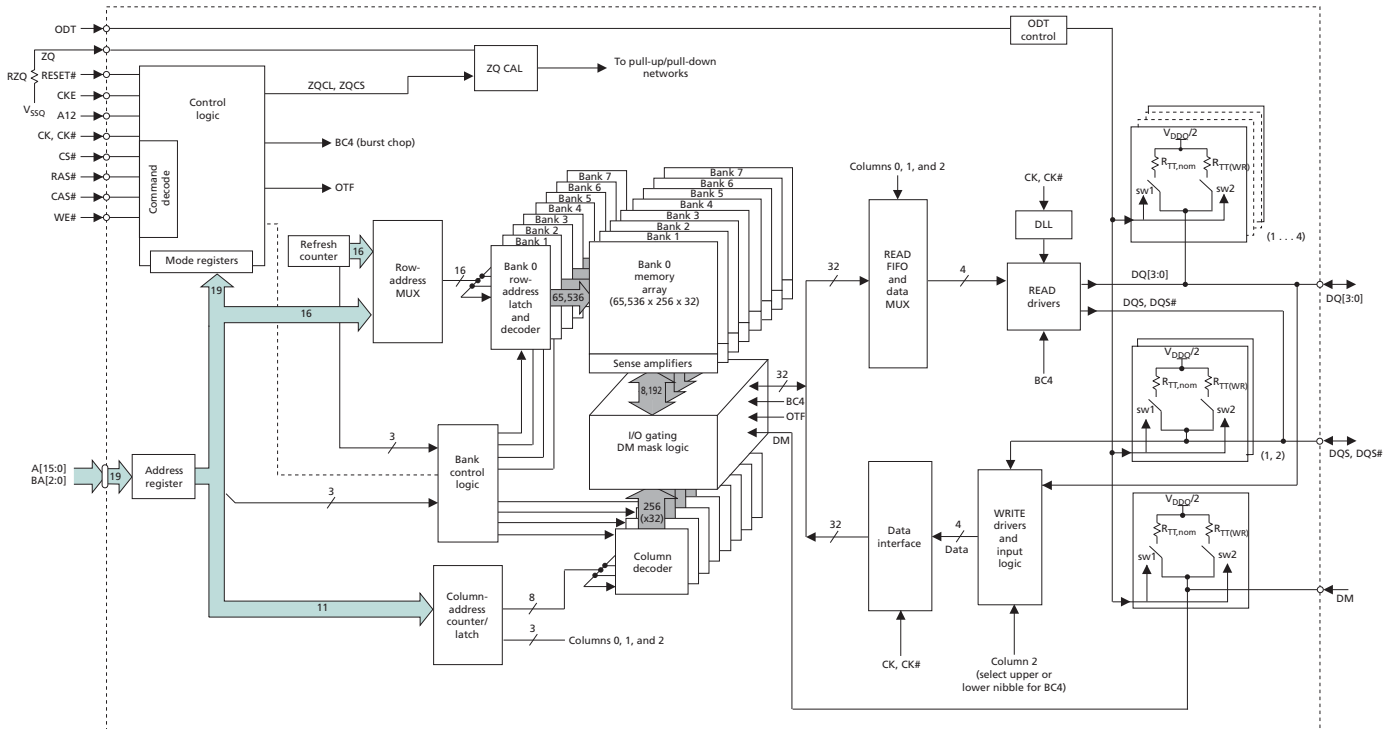 ODT
ODT
control
ZQ
RZQ
RESET#
CKE
VSSQ
A12
CK, CK#
CS#
RAS#
CAS#
WE#
Control
logic
Command
decode
Mode registers
ZQCL, ZQCS
ZQ CAL
To pull-up/pull-down
networks
BC4 (burst chop)
OTF
Refresh
counter
16
Row-
address
MUX
16
16
19
Bank 7
Bank 6
Bank 5
Bank 4
Bank 3
Bank 2
Bank 1
Bank 0
row-
address
latch
and
decoder
65,536
Bank 7
Bank 6
Bank 5
Bank 4
Bank 3
Bank 2
Bank 1
Bank 0
memory
array
(65,536 x 256 x 32)
Sense amplifiers
8,192
I/O gating
DM mask logic
32
BC4
OTF
DM
256
(x32)
Column
decoder
A[15:0]
BA[2:0]
19
Address
register
3
3
Bank
control
logic
11
Column-
address
counter/
latch
8
3
Columns 0, 1, and 2
Columns 0, 1, and 2
32
READ
FIFO
and
data
MUX
4
CK, CK#
DLL
READ
drivers
BC4
32
Data
interface
CK, CK#
4
Data
WRITE
drivers
and
input
logic
Column 2
(select upper or
lower nibble for BC4)
VDDQ/2
RTT,nom
RTT(WR)
sw1
sw2
(1 . . . 4)
DQ[3:0]
DQ[3:0]
DQS, DQS#
VDDQ/2
RTT,nom
RTT(WR)
sw1
sw2
(1, 2)
DQS, DQS#
VDDQ/2
RTT,nom
RTT(WR)
sw1
sw2
DM